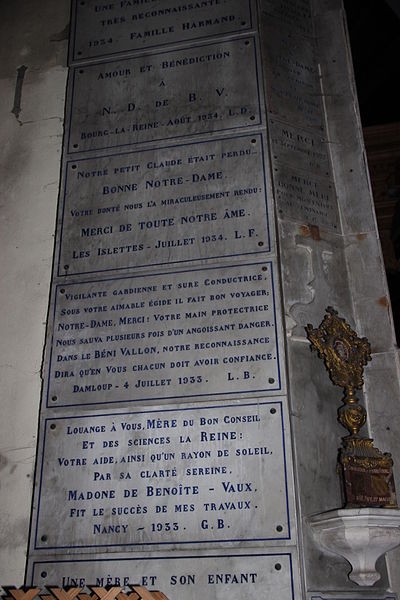 Une famille
très reconnaissante.
1934. Famille Harmand.
Amour et Bénédiction
à
N. D. de B. V.
Bourg-la-Reine - Août 1934. L. D.
Notre petit Claude était perdu.
Bonne Notre-Dame.
Votre bonté nous l'a miraculeusement rendu:
Merci de toute notre âme.
Les Islettes - Juillet 1934. L. F.
Vigilante gardienne et sure Conductrice.
Sous votre aimable égide il fait bon voyager;
Notre-Dame, Merci: Votre main protectrice
Nous sauva plusieurs fois d'un angoissant danger.
Dans le Béni Vallon, notre reconnaissance
Dira qu'en Vous chacun doit avoir confiance.
Damloup - 4 Juillet 1933. L. B.
Louange à Vous, Mère du Bon Conseil
Et des sciences la Reine:
Votre aide, ainsi qu'un rayon de soleil,
Par sa clarté sereine,
Madone de Benoîte - Vaux,
Fit le succès de mes travaux.
Nancy - 1933. G. B.
Une mère et son enfant
Merci
Merci
Bonne Mère